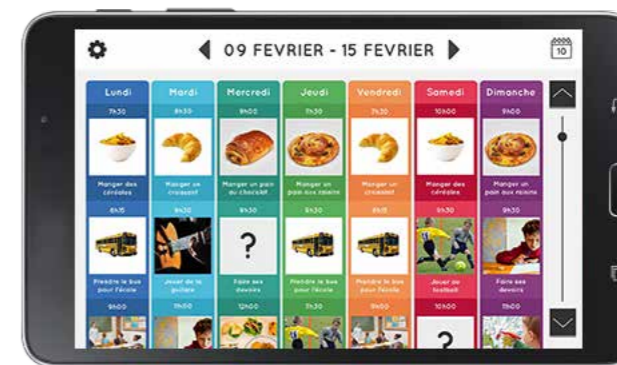 09 FEVRIER - 15 FEVRIER
10
Lundi
Mardi
Mercredi
Jeudi
Vendredi
Samedi
Dimanche
7h30
8h30
9h00
7h30
7h30
10h00
9h00
Manger des
céréales
Manger un
croissant
Manger un pain
au chocolat
Manger un
pain aux raisins
Manger un
croissant
Manger des
céréales
Manger un
pain aux raisins
8h15
9h30
9h30
8h15
9h30
9h30
?
Prendre le bus
pour l'école
Jouer de la
guitare
Faire ses
devoirs
Prendre le bus
pour l'école
Prendre le bus
pour l'école
Jouer au
football
Faire ses
devoirs
9h00
11h00
12h00
9h00
10h00
11h00
?